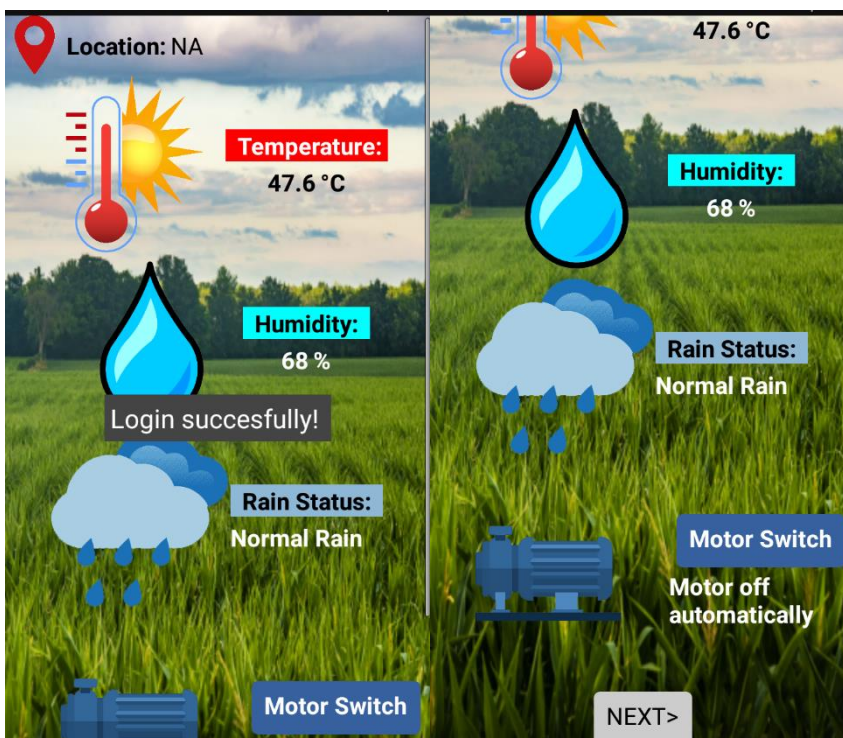 Location: NA
Temperature:
47.6 °C
Humidity:
68 %
Login succesfully!
Rain Status:
Normal Rain
Motor Switch
47.6 °C
Humidity:
68 %
Rain Status:
Normal Rain
Motor Switch
Motor off
automatically
NEXT>